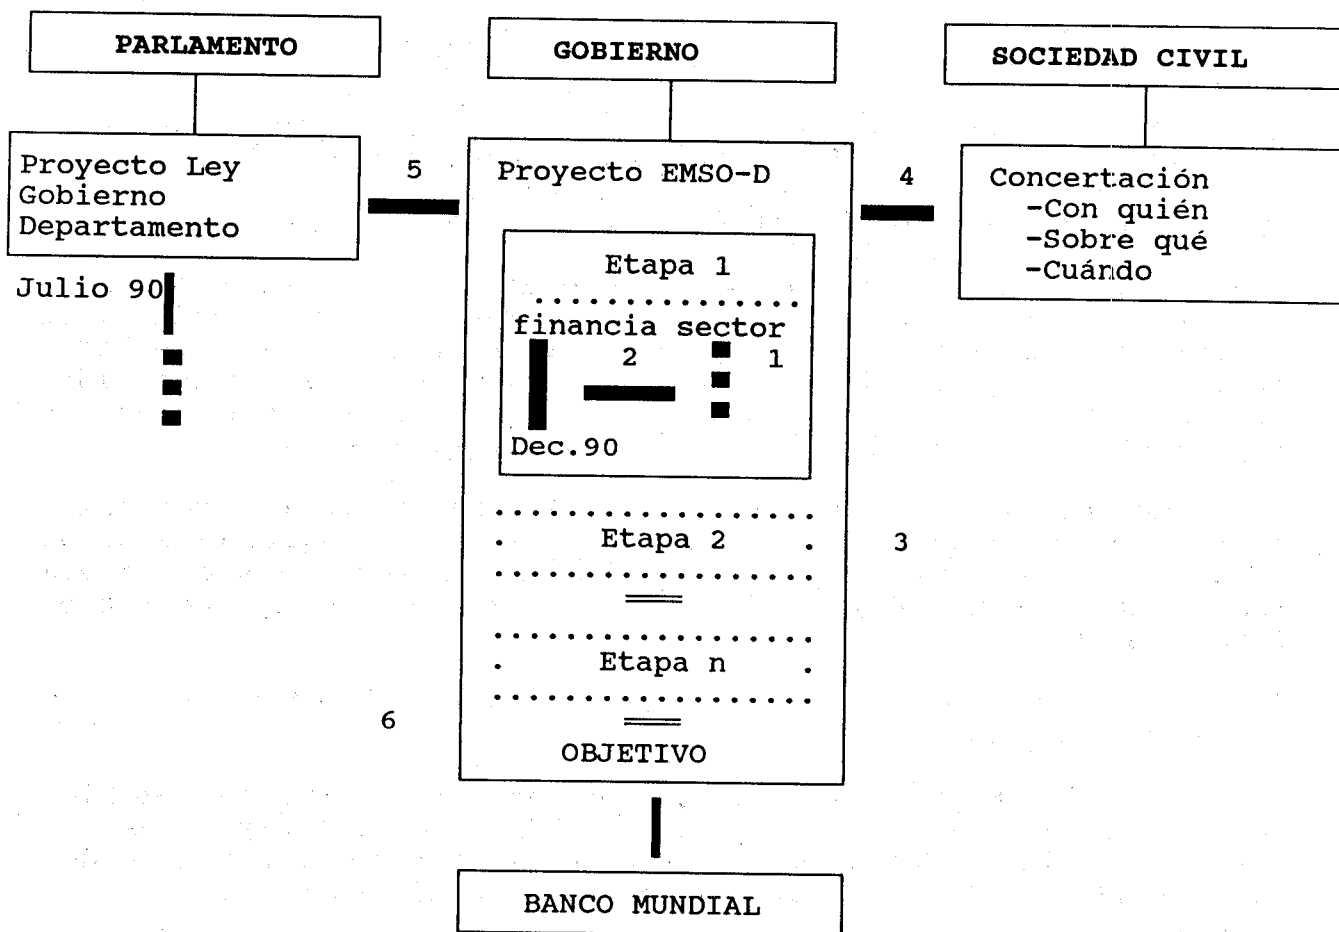 PARLAMENTO
GOBIERNO
SOCIEDAD CIVIL
Proyecto Ley
Gobierno
Departamento
Julio 90
5
Proyecto EMSO-D
Etapa 1
financia sector
2
1
Dec.90
Etapa 2
Etapa n
OBJETIVO
4
Concertación
-Con quién
-Sobre qué
-Cuándo
3
6
BANCO MUNDIAL